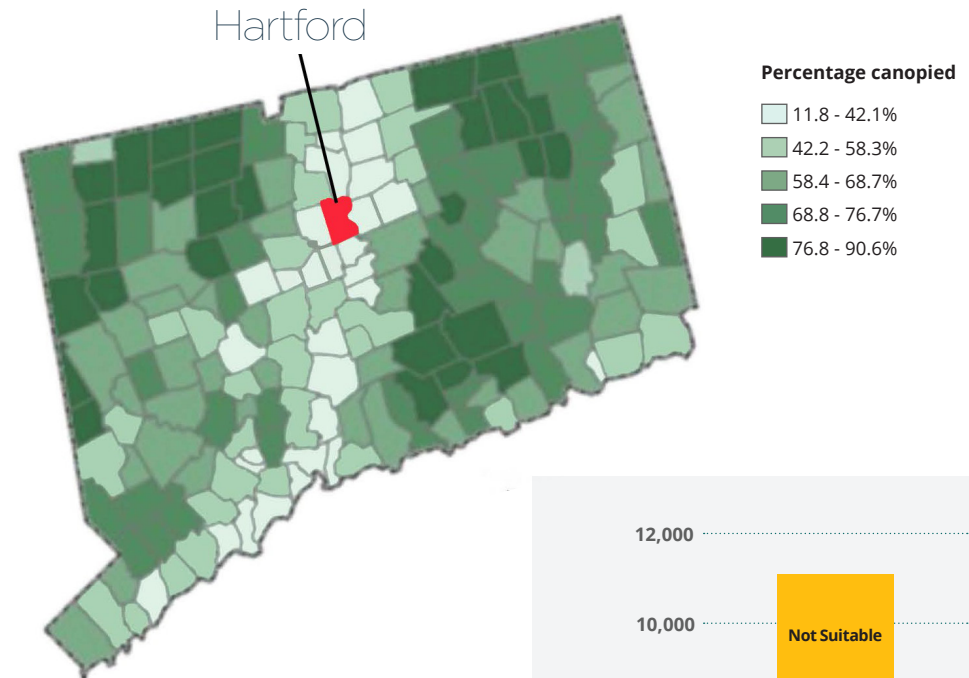 Hartford
Percentage canopied
11.8 - 42.1%
42.2 - 58.3%
58.4 - 68.7%
68.8 - 76.7%
76.8 - 90.6%
12,000
10,000
Not Suitable